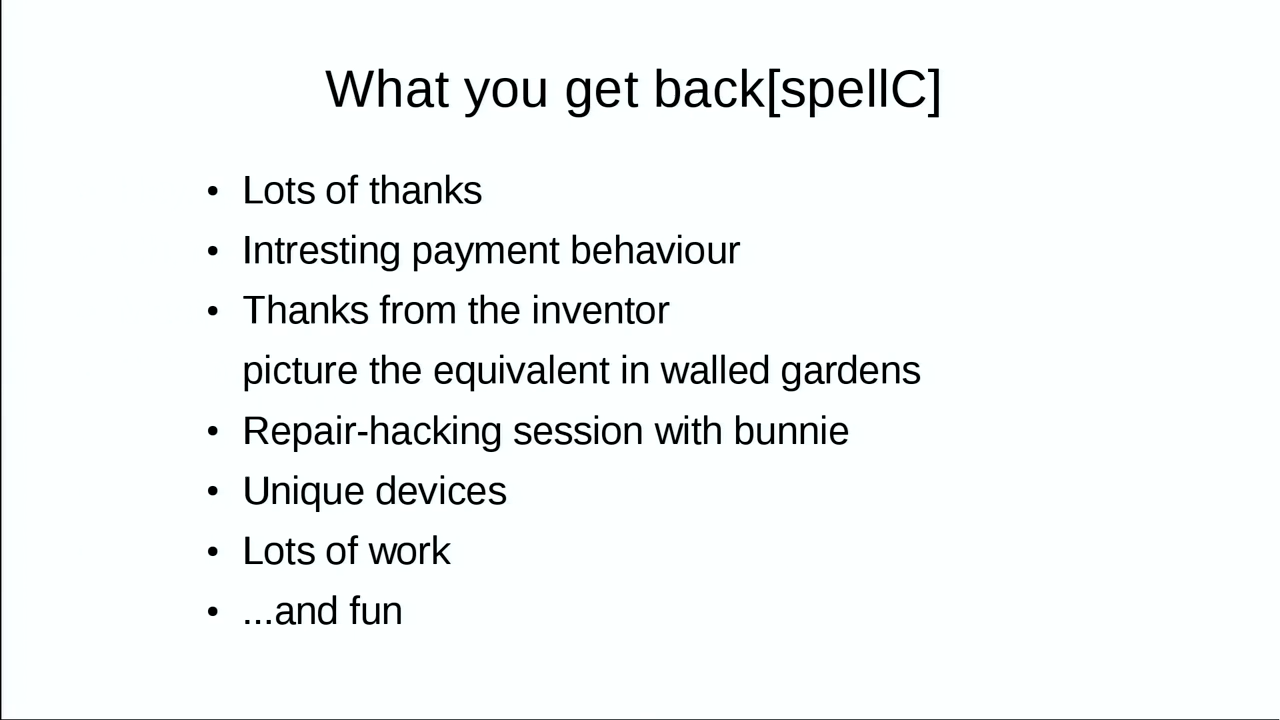 What you get back[spellC]
• Lots of thanks
• Intresting payment behaviour
• Thanks from the inventor
picture the equivalent in walled gardens
• Repair-hacking session with bunnie
• Unique devices
• Lots of work
• ...and fun